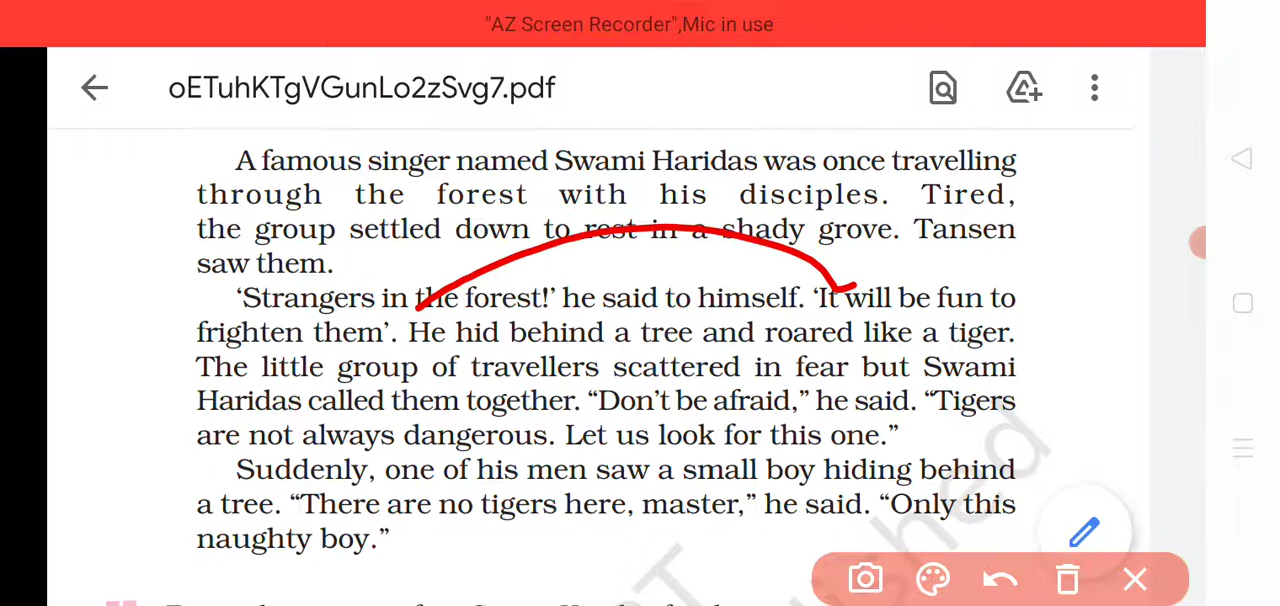 "AZ Screen Recorder",Mic in use
oETuhKTgVGunLo2zSvg7.pdf
A famous singer named Swami Haridas was once travelling
through the forest with his disciples. Tired,
the group settled down to rest in a shady grove. Tansen
saw them.
‘Strangers in the forest!’ he said to himself. ‘It will be fun to
frighten them’. He hid behind a tree and roared like a tiger.
The little group of travellers scattered in fear but Swami
Haridas called them together. “Don’t be afraid,” he said. “Tigers
are not always dangerous. Let us look for this one.”
Suddenly, one of his men saw a small boy hiding behind
a tree. “There are no tigers here, master,” he said. “Only this
naughty boy.”